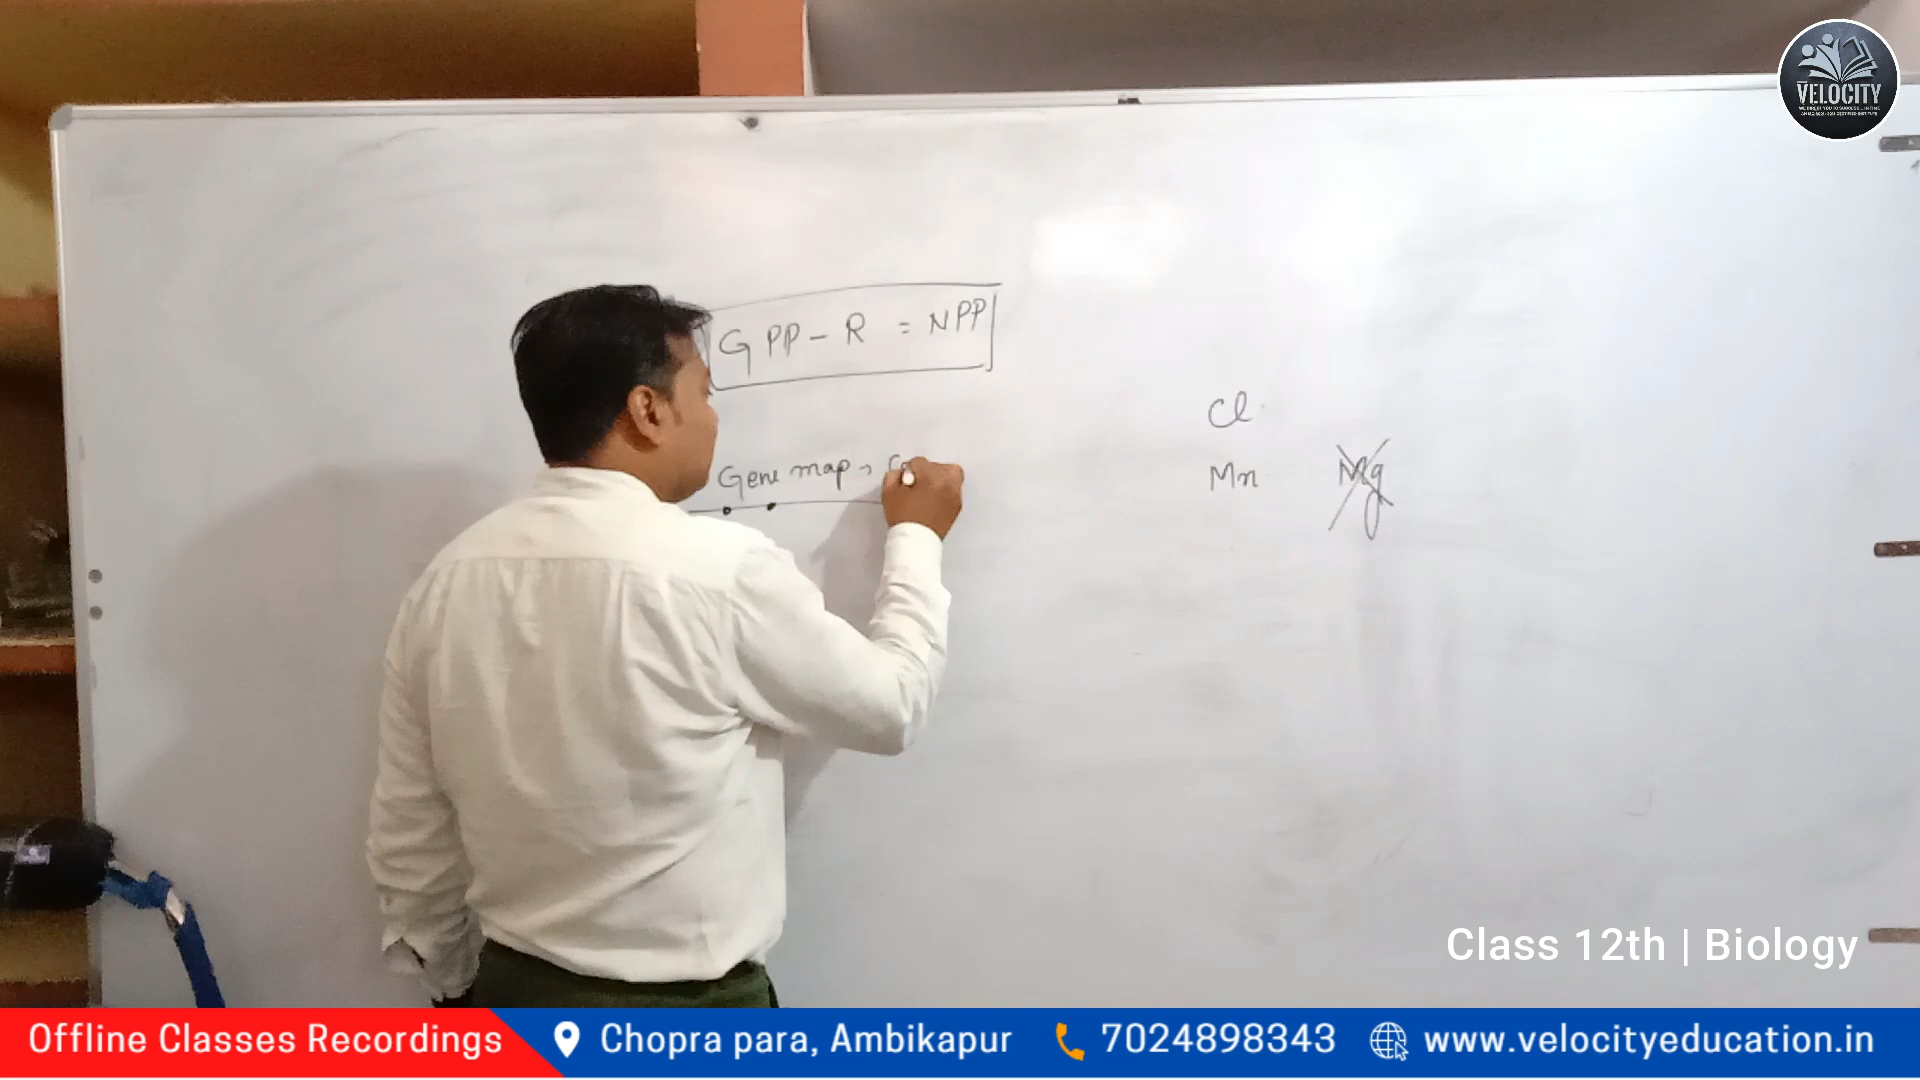 VELOCITY
GPP - R = NPP
Cl
Gene map →
Mn Mg
Class 12th | Biology
Offline Classes Recordings Chopra para, Ambikapur 7024898343 www.velocityeducation.in